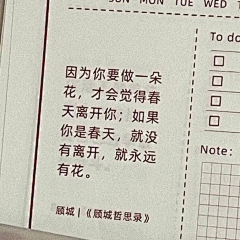 SUN MON TUE WED
To do
因为你要做一朵
花，才会觉得春
天离开你；如果
你是春天，就没
有离开，就永远
有花。
顾城 |《顾城哲思录》
Note: